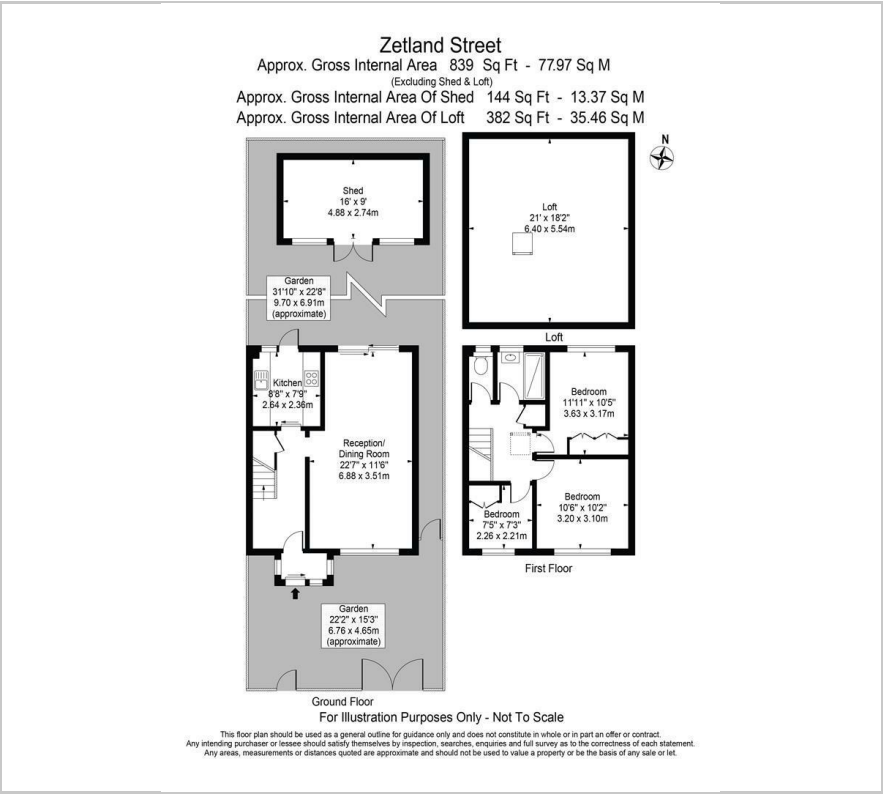 Zetland Street
Approx. Gross Internal Area 839 Sq Ft - 77.97 Sq M
(Excluding Shed & Loft)
Approx. Gross Internal Area Of Shed 144 Sq Ft - 13.37 Sq M
Approx. Gross Internal Area Of Loft 382 Sq Ft - 35.46 Sq M
N
Shed
16' x 9'
4.88 x 2.74m
Loft
21' x 18'2"
6.40 x 5.54m
Garden
31'10" x 22'8"
9.70 x 6.91m
(approximate)
Loft
Kitchen
8'8" x 7'9"
2.64 x 2.36m
Reception/
Dining Room
22'7" x 11'6"
6.88 x 3.51m
Bedroom
11'11" x 10'5"
3.63 x 3.17m
Bedroom
10'6" x 10'2"
3.20 x 3.10m
Bedroom
7'5" x 7'3"
2.26 x 2.21m
First Floor
Garden
22'2" x 15'3"
6.76 x 4.65m
(approximate)
Ground Floor
For Illustration Purposes Only - Not To Scale
This floor plan should be used as a general outline for guidance only and does not constitute in whole or in part an offer or contract.
Any intending purchaser or lessee should satisfy themselves by inspection, searches, enquiries and full survey as to the correctness of each statement.
Any areas, measurements or distances quoted are approximate and should not be used to value a property or be the basis of any sale or let.